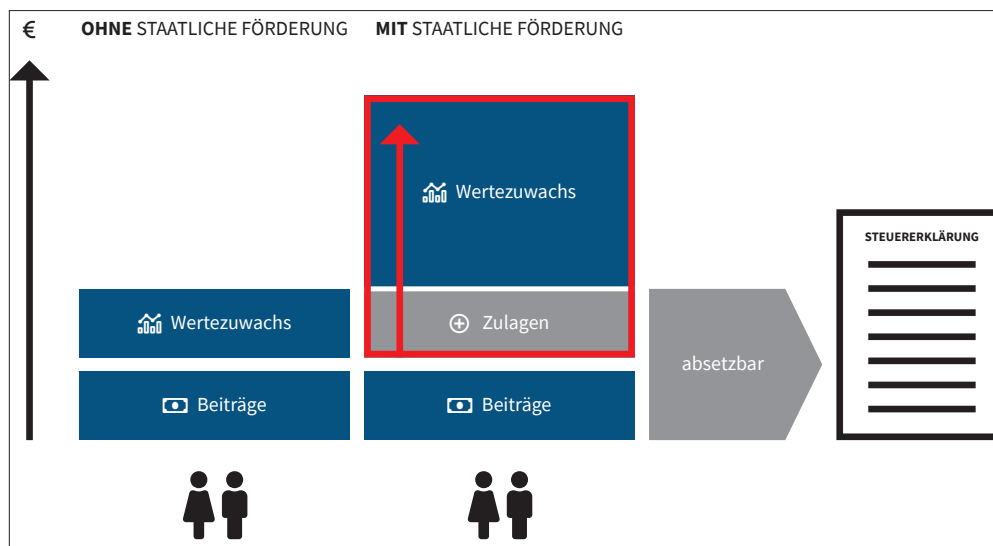 €
OHNE STAATLICHE FÖRDERUNG
MIT STAATLICHE FÖRDERUNG
Wertezuwachs
STEUERERKLÄRUNG
Wertezuwachs
Zulagen
absetzbar
Beiträge
Beiträge